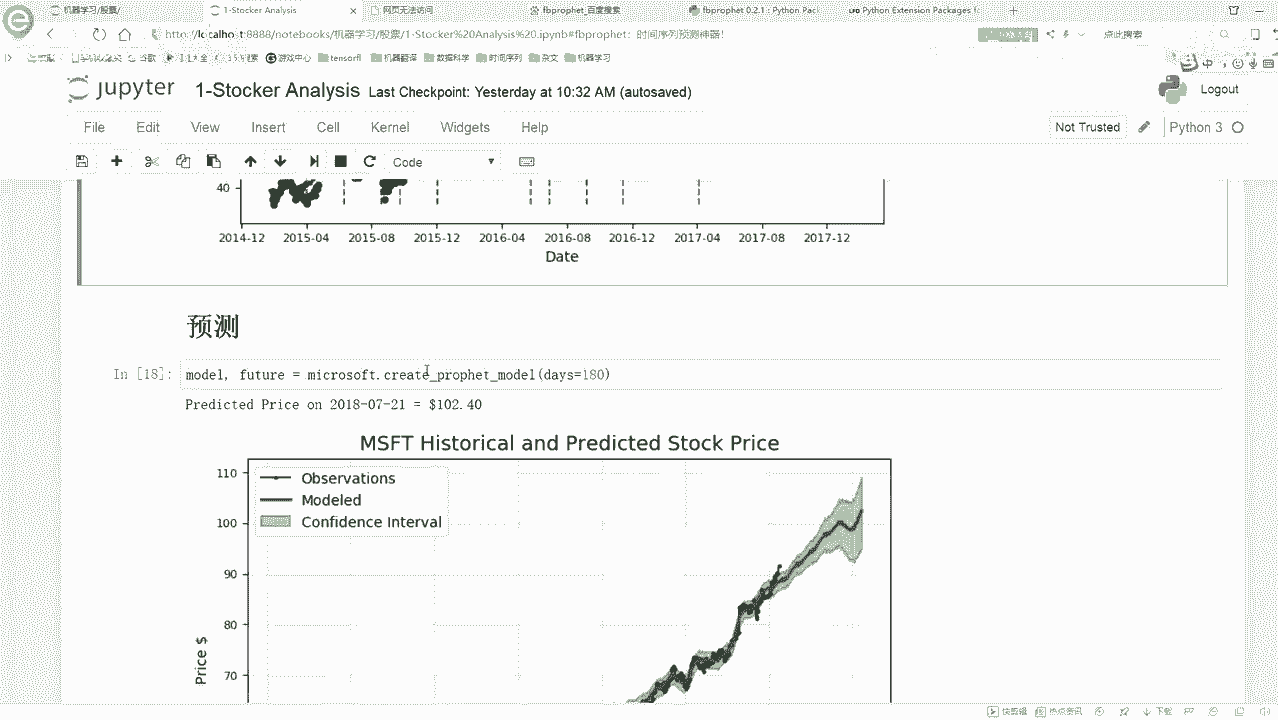 机器学习/股票/
1-Stocker Analysis
网页无法访问
fbprophet_百度搜索
fbprophet 0.2.1 : Python Pacl
Python Extension Packages f
http://localhost:8888/notebooks/机器学习/股票/1-Stocker%20Analysis%20.ipynb#fbprophet：时间序列预测神器!
点此搜索
游戏中心
tensorfl
机器翻译
数据科学
时间序列
杂文
机器学习
jupyter
1-Stocker Analysis Last Checkpoint: Yesterday at 10:32 AM (autosaved)
Logout
File
Edit
View
Insert
Cell
Kernel
Widgets
Help
Not Trusted
Python 3
Code
40
2014-12 2015-04 2015-08 2015-12 2016-04 2016-08 2016-12 2017-04 2017-08 2017-12
Date
预测
In [18]: model, future = microsoft.create_prophet_model(days=180)
Predicted Price on 2018-07-21 = $102.40
MSFT Historical and Predicted Stock Price
110
Observations
Modeled
100
Confidence Interval
90
80
70
Price $
快剪辑
热点资讯
下载